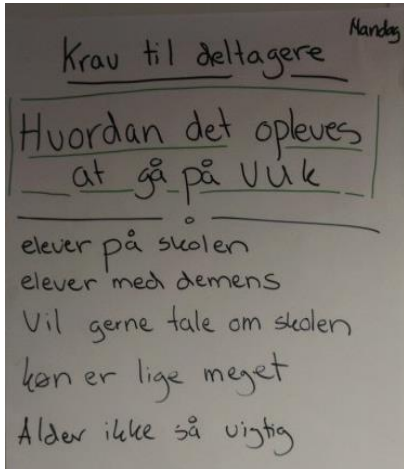 Mandag
Krav til deltagere
Hvordan det opleves
at gå på VUK
elever på skolen
elever med demens
Vil gerne tale om skolen
køn er lige meget
Alder ikke så vigtig